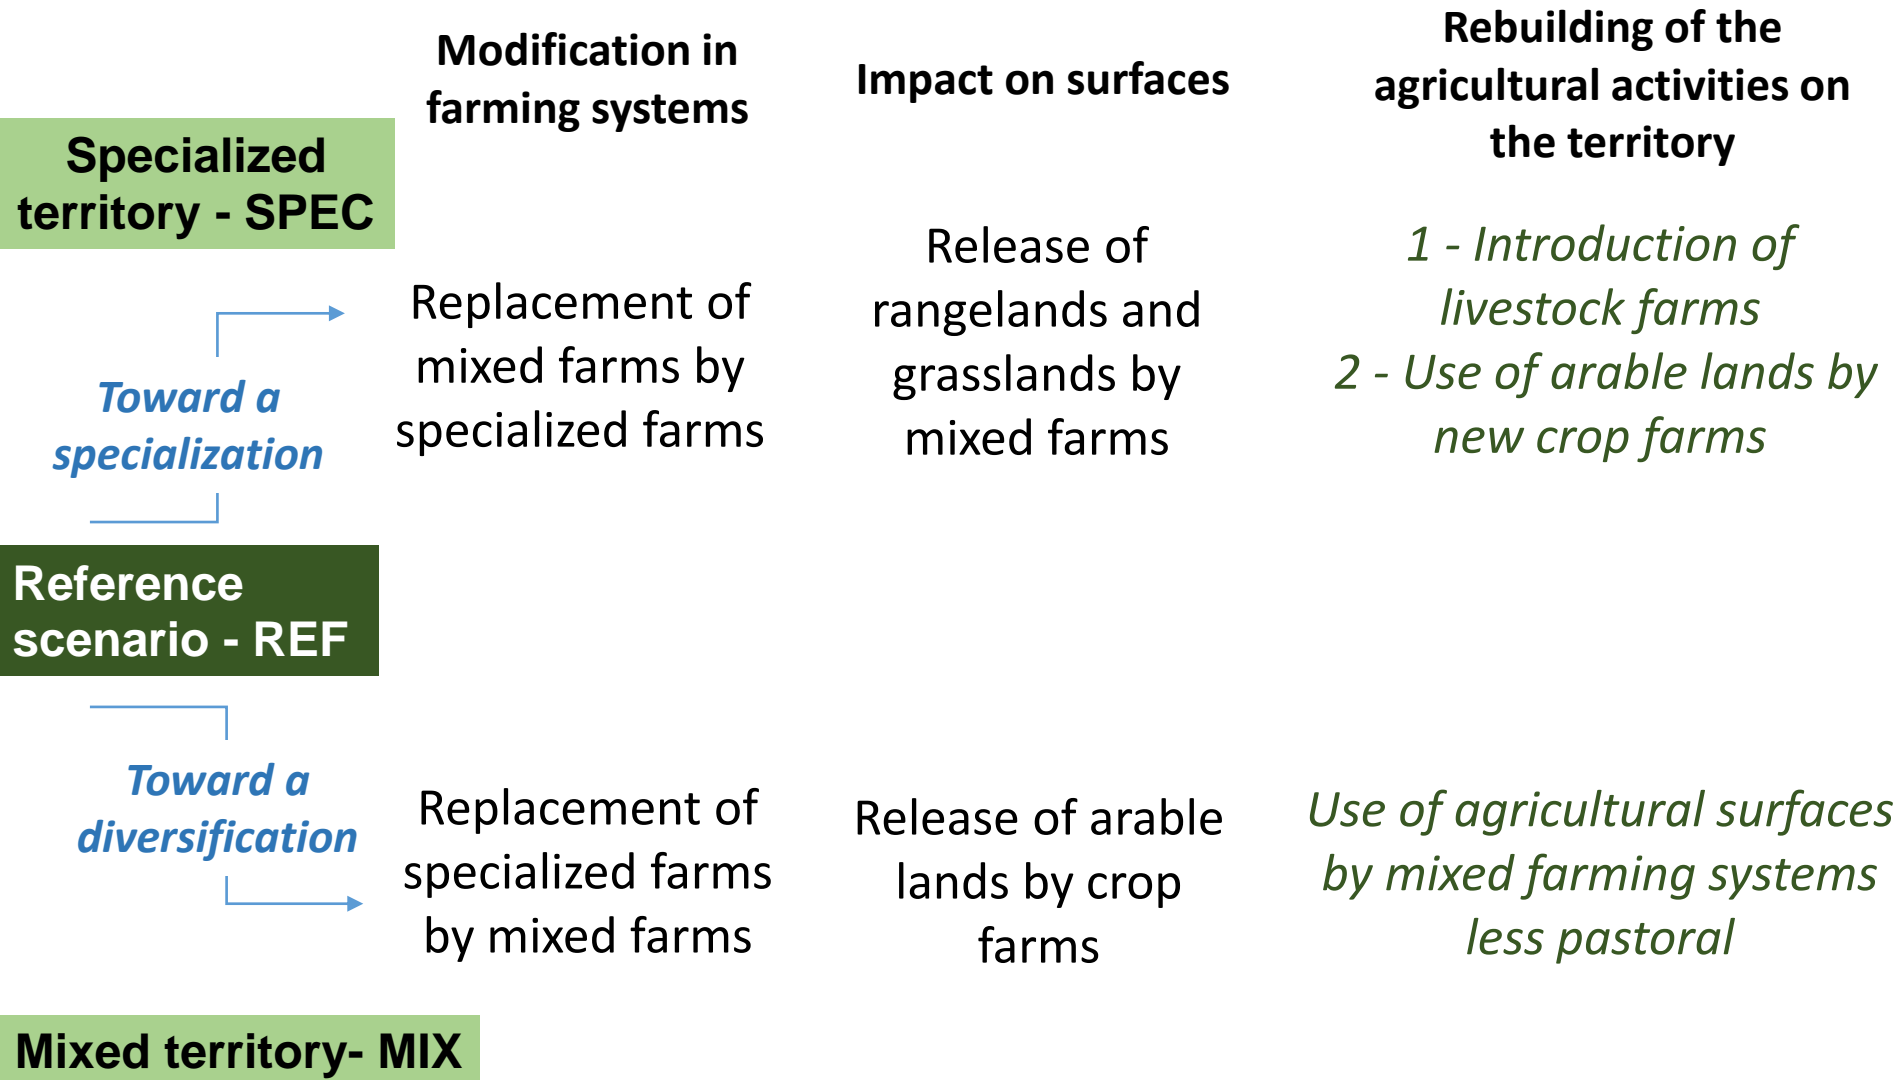 Modification in
farming systems
Impact on surfaces
Rebuilding of the
agricultural activities on
the territory
Specialized
territory - SPEC
Toward a
specialization
Replacement of
mixed farms by
specialized farms
Release of
rangelands and
grasslands by
mixed farms
1 - Introduction of
livestock farms
2 - Use of arable lands by
new crop farms
Reference
scenario - REF
Toward a
diversification
Replacement of
specialized farms
by mixed farms
Release of arable
lands by crop
farms
Use of agricultural surfaces
by mixed farming systems
less pastoral
Mixed territory- MIX